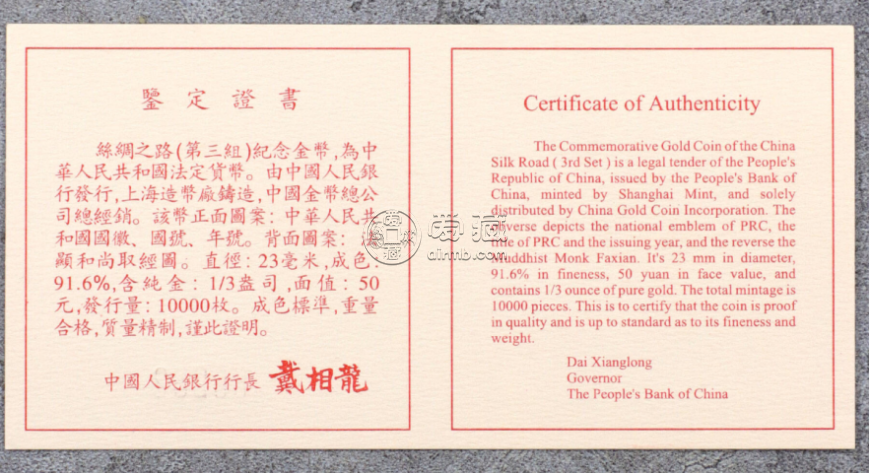 鑒定證書
絲綢之路(第三組)紀念金幣,為中
華人民共和國法定貨幣。由中國人民銀
行發行,上海造幣廠鑄造,中國金幣總公
司總經銷。該幣正面圖案:中華人民共
和國國徽、國號、年號。背面圖案:法
顯和尚取經圖。直徑:23毫米,成色:
91.6%,含純金:1/3盎司,面值:50
元,發行量:10000枚。成色標準,重量
合格,質量精制,謹此證明。
中國人民銀行行長 戴相龍
Certificate of Authenticity
The Commemorative Gold Coin of the China
Silk Road ( 3rd Set ) is a legal tender of the People's
Republic of China, issued by the People's Bank of
China, minted by Shanghai Mint, and solely
distributed by China Gold Coin Incorporation. The
obverse depicts the national emblem of PRC, the
title of PRC and the issuing year, and the reverse the
Buddhist Monk Faxian. It's 23 mm in diameter,
91.6% in fineness, 50 yuan in face value, and
contains 1/3 ounce of pure gold. The total mintage is
10000 pieces. This is to certify that the coin is proof
in quality and is up to standard as to its fineness and
weight.
Dai Xianglong
Governor
The People's Bank of China
爱藏
airmb.com